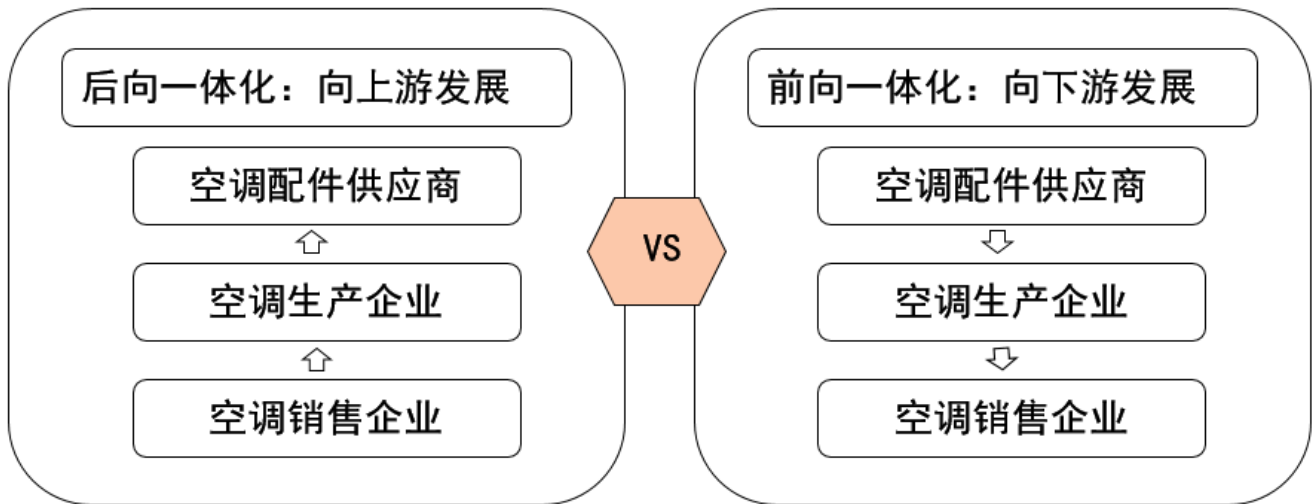 后向一体化：向上游发展
空调配件供应商
空调生产企业
空调销售企业
VS
前向一体化：向下游发展
空调配件供应商
空调生产企业
空调销售企业